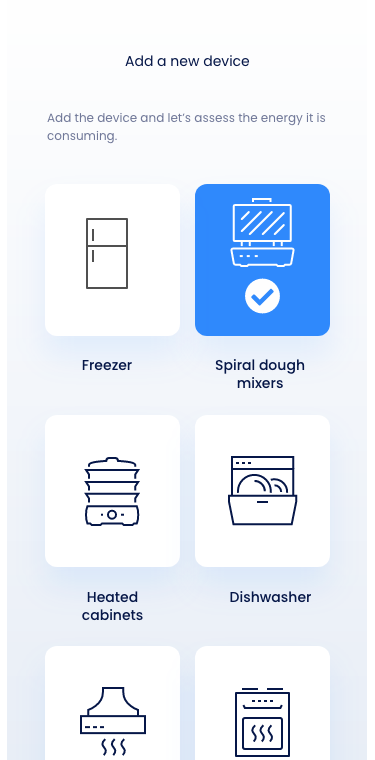 Add a new device
Add the device and let’s assess the energy it is
consuming.
Freezer
Spiral dough
mixers
Heated
cabinets
Dishwasher